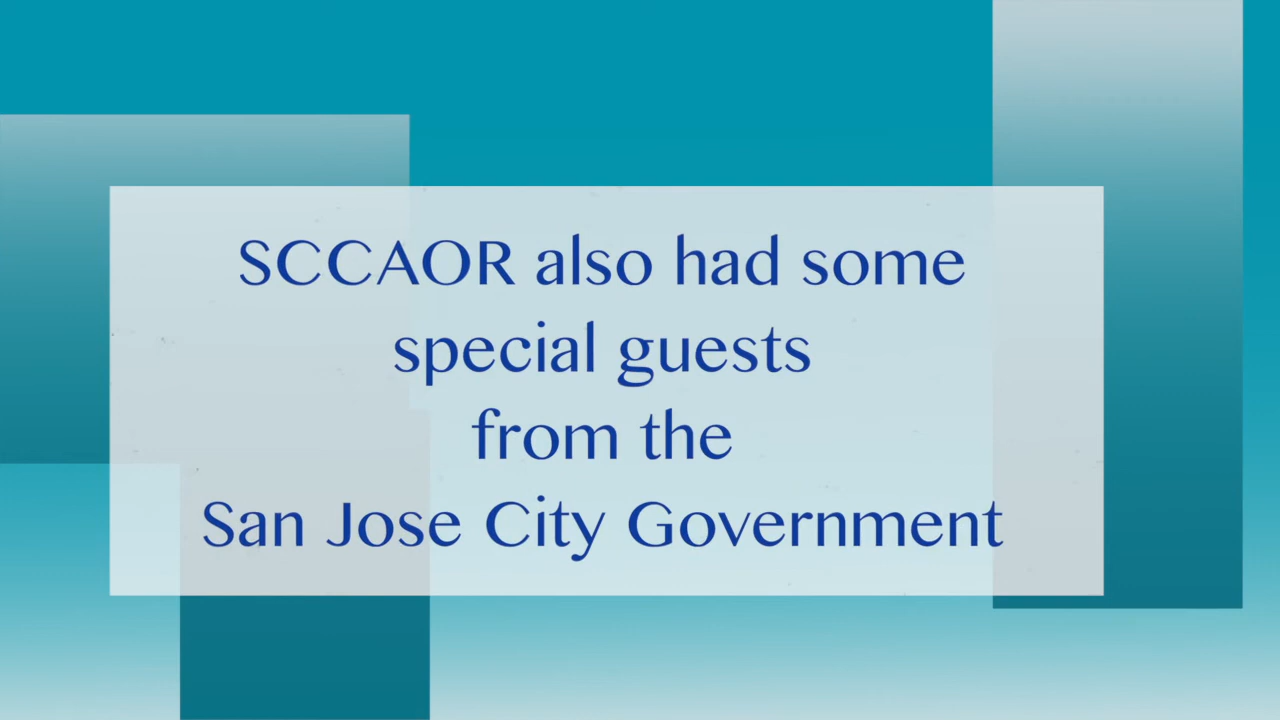 SCCAOR also had some
special guests
from the
San Jose City Government